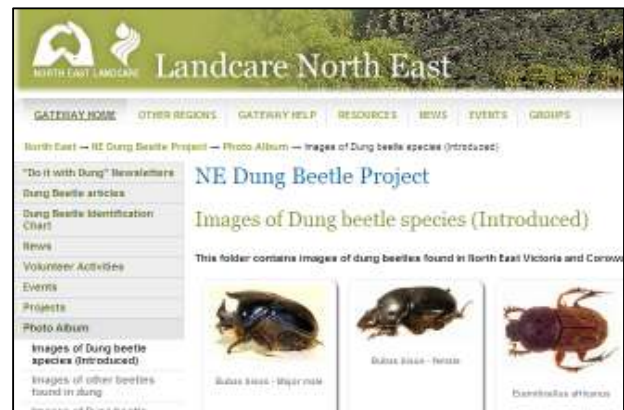 NORTH EAST LANDCARE
Landcare North East
GATEWAY HOME OTHER REGIONS GATEWAY HELP RESOURCES NEWS EVENTS GROUPS
North East → NE Dung Beetle Project → Photo Album → Images of Dung beetle species (Introduced)
"Do it with Dung" Newsletters
Dung Beetle articles
Dung Beetle Identification
Chart
News
Volunteer Activities
Events
Projects
Photo Album
Images of Dung beetle
species (Introduced)
Images of other beetles
found in dung
Images of Dung beetle
NE Dung Beetle Project
Images of Dung beetle species (Introduced)
This folder contains images of dung beetles found in North East Victoria and Corowa
Bubas bison - Major male
Bubas bison - female
Euoniticellus africanus